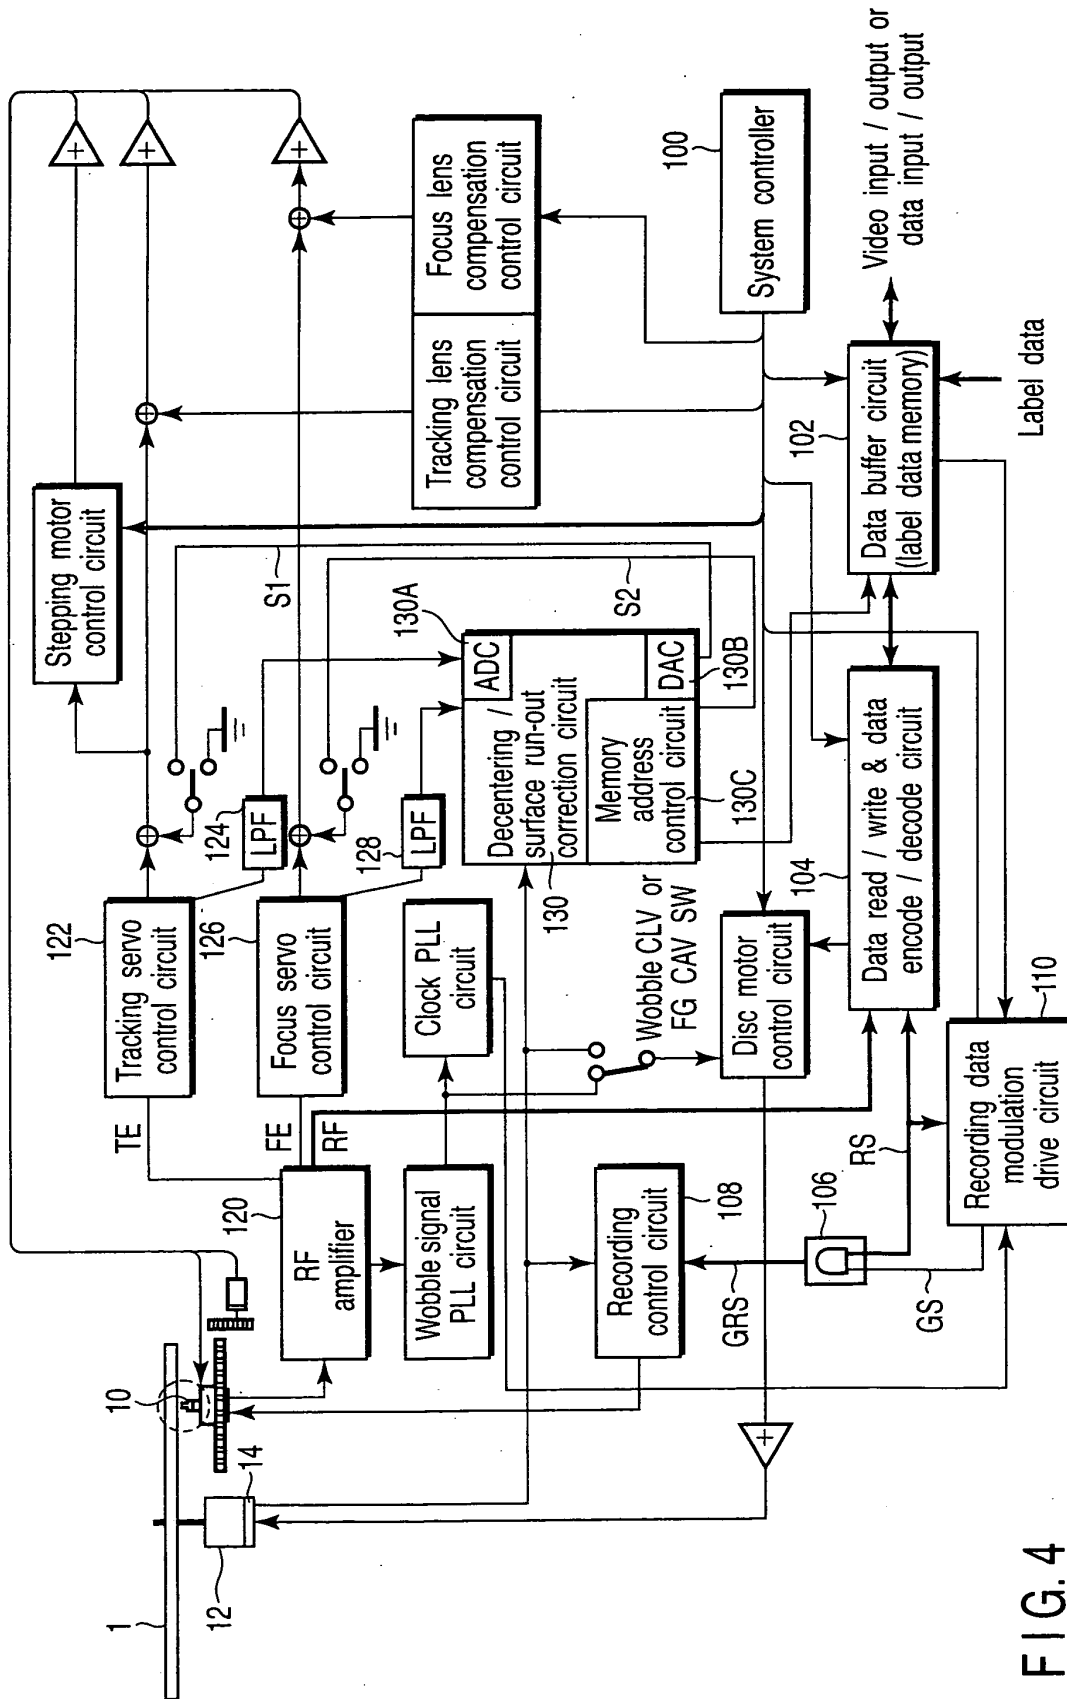 1
10
12
14
TE
FE
RF
120
RF
amplifier
Wobble signal
PLL circuit
122
Tracking servo
control circuit
126
Focus servo
control circuit
Clock PLL
circuit
124
LPF
128
LPF
Stepping motor
control circuit
S1
S2
130A
ADC
DAC
130B
Decentering /
surface run-out
correction circuit
Memory
address
control circuit
130C
130
Tracking lens
compensation
control circuit
Focus lens
compensation
control circuit
100
System controller
Wobble CLV or
FG CAV SW
Disc motor
control circuit
108
Recording
control circuit
GRS
106
RS
GS
104
Data read / write & data
encode / decode circuit
102
Data buffer circuit
(label data memory)
Video input / output or
data input / output
Label data
110
Recording data
modulation
drive circuit
FIG. 4